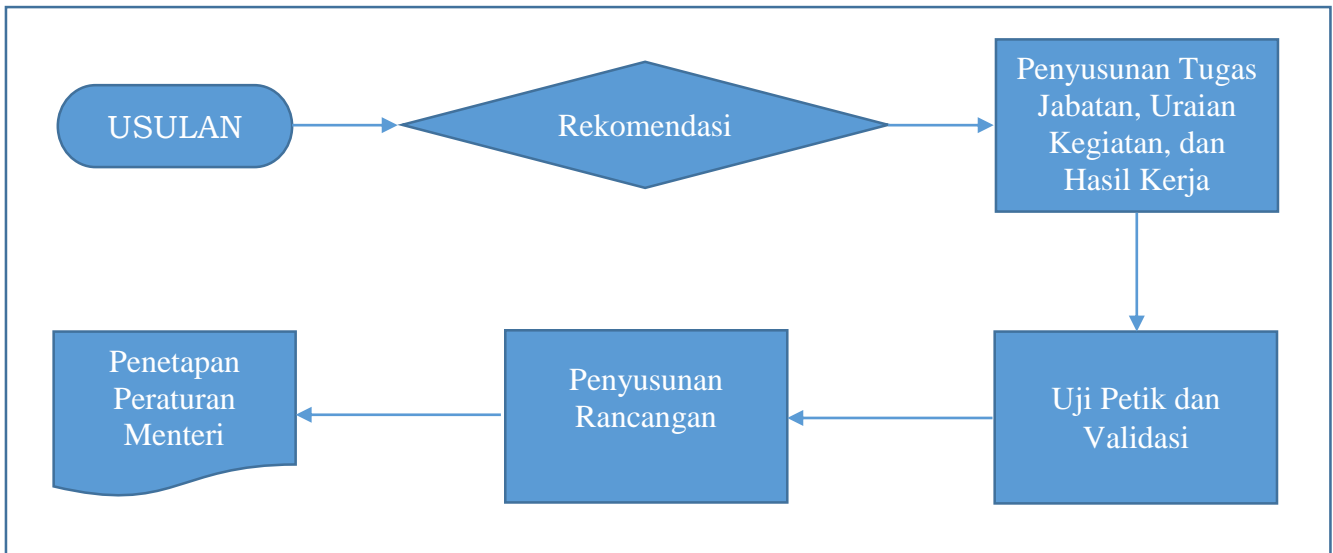 USULAN
Rekomendasi
Penyusunan Tugas
Jabatan, Uraian
Kegiatan, dan
Hasil Kerja
Uji Petik dan
Validasi
Penyusunan
Rancangan
Penetapan
Peraturan
Menteri